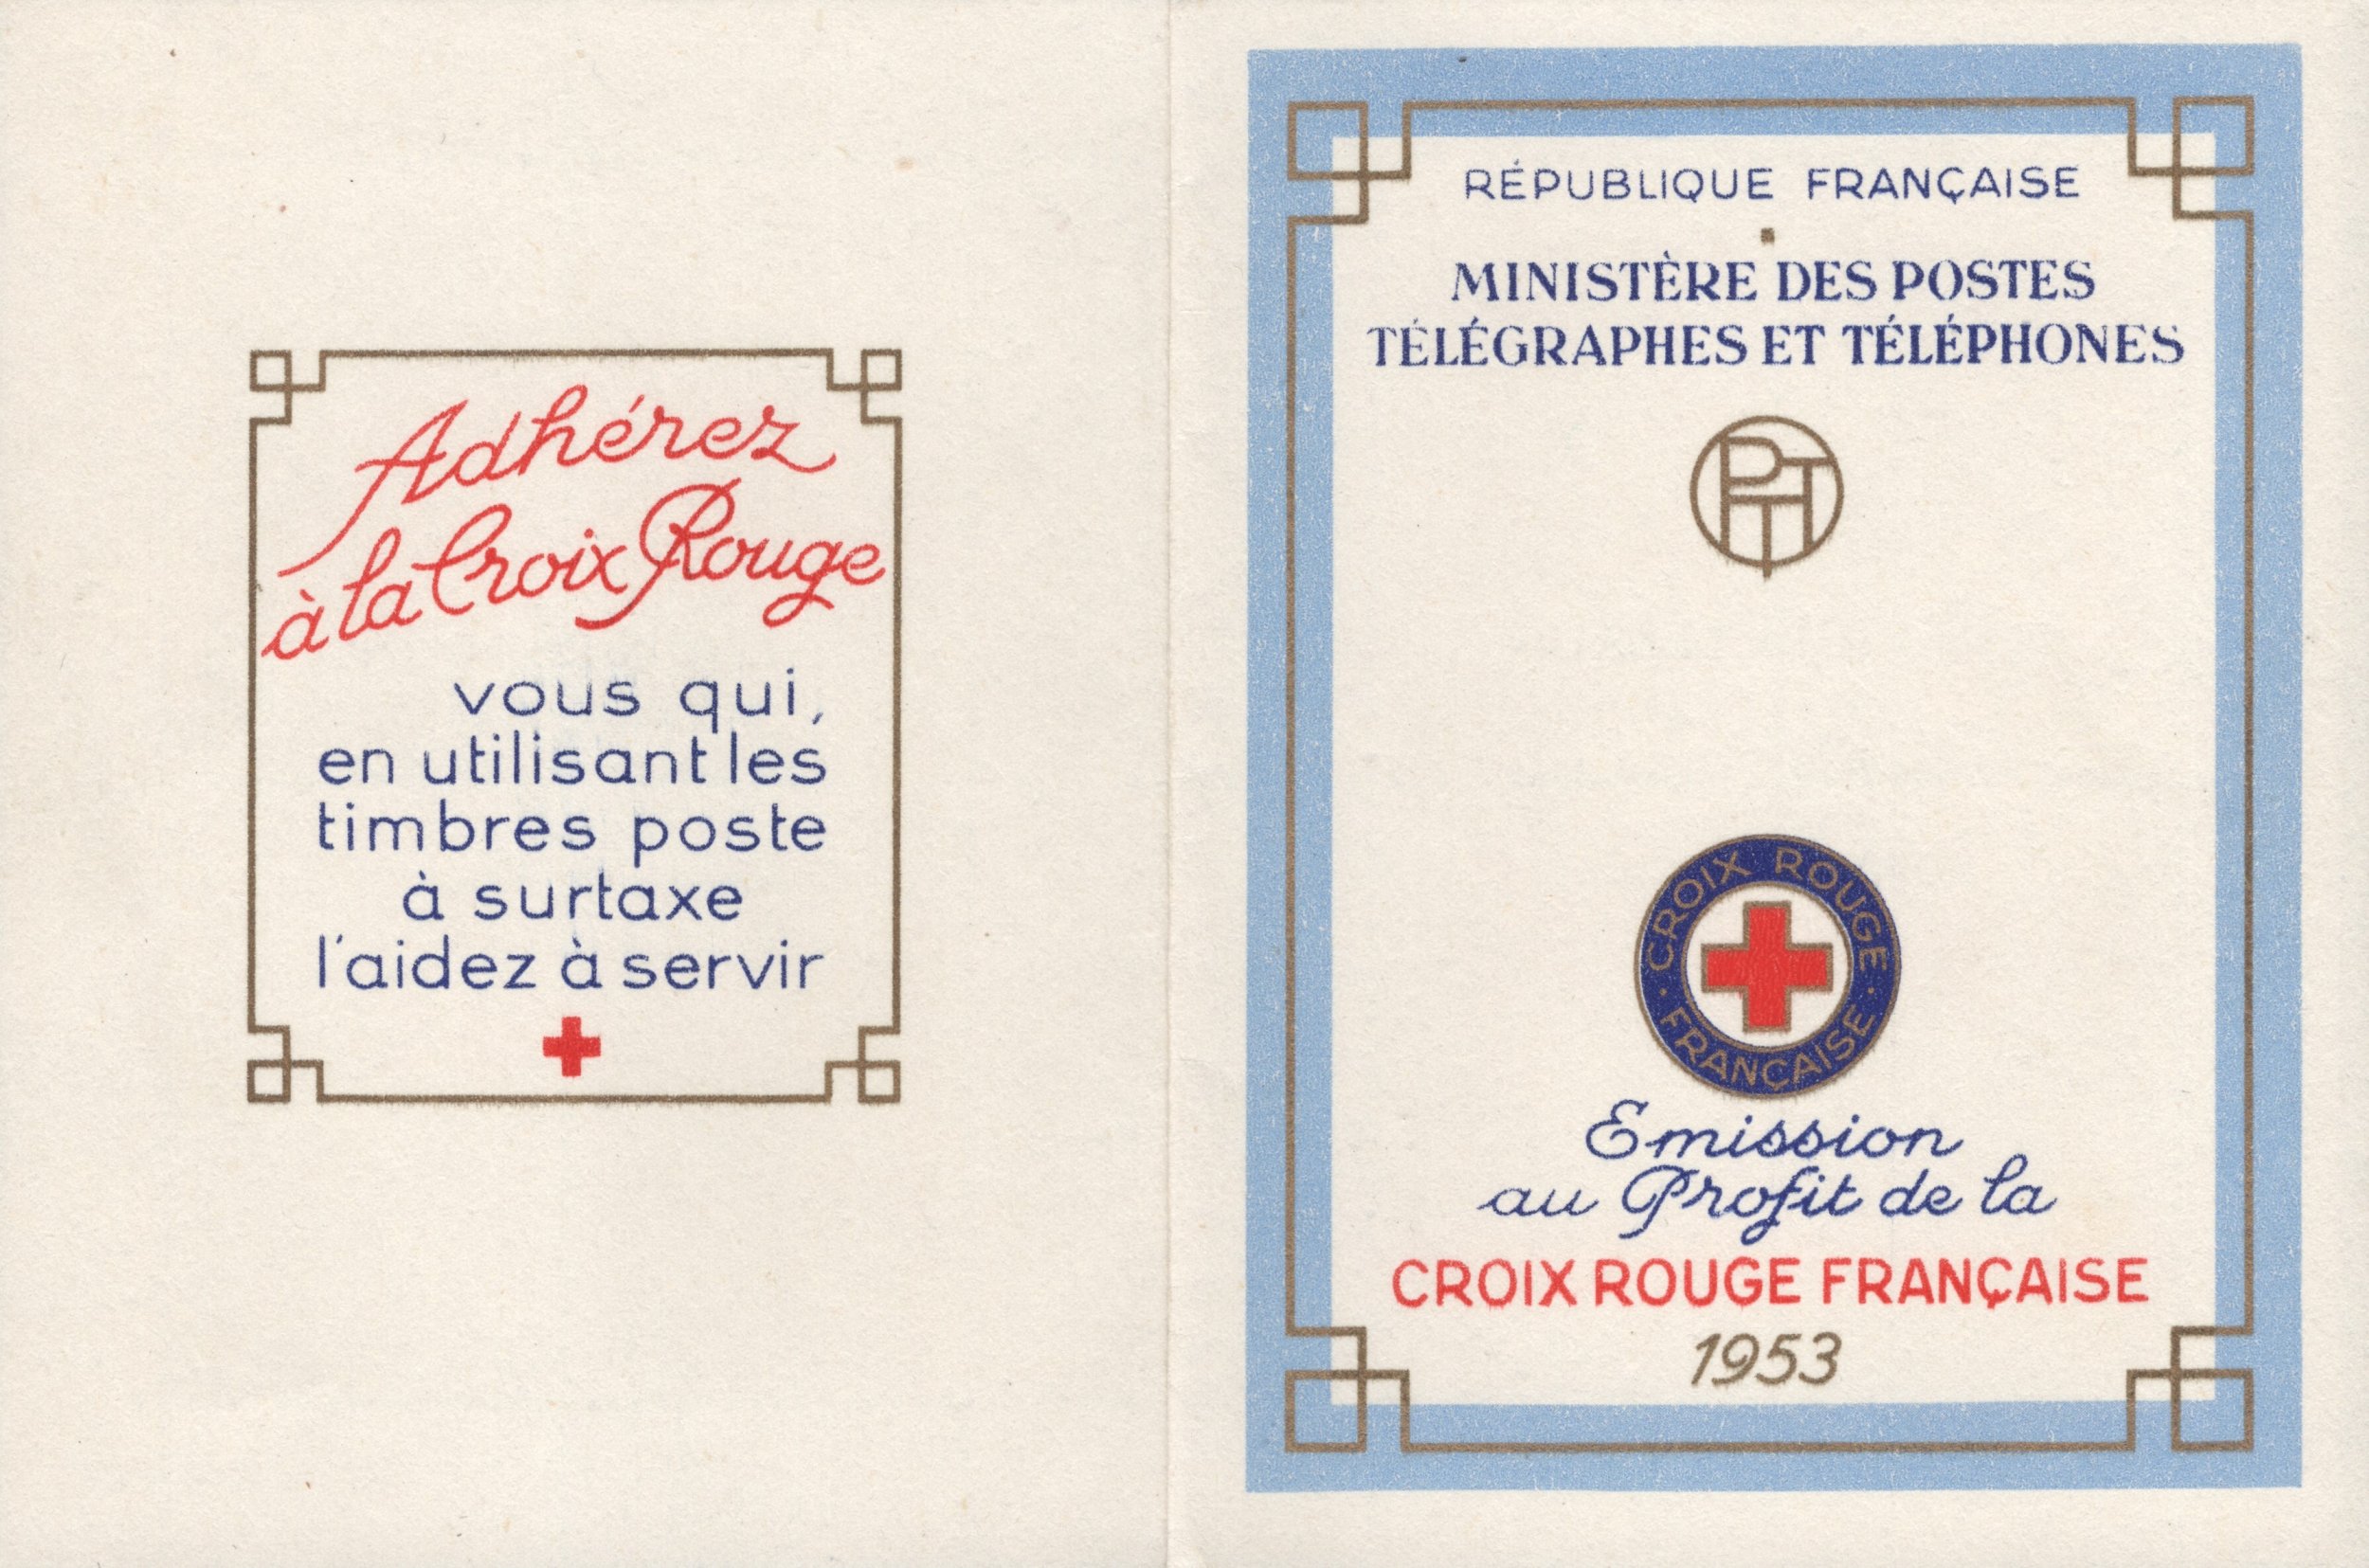 Adhérez
à la Croix Rouge
vous qui,
en utilisant les
timbres poste
à surtaxe
l'aidez à servir
RÉPUBLIQUE FRANÇAISE
MINISTÈRE DES POSTES
TÉLÉGRAPHES ET TÉLÉPHONES
PTT
CROIX ROUGE
· FRANÇAISE ·
Emission
au Profit de la
CROIX ROUGE FRANÇAISE
1953